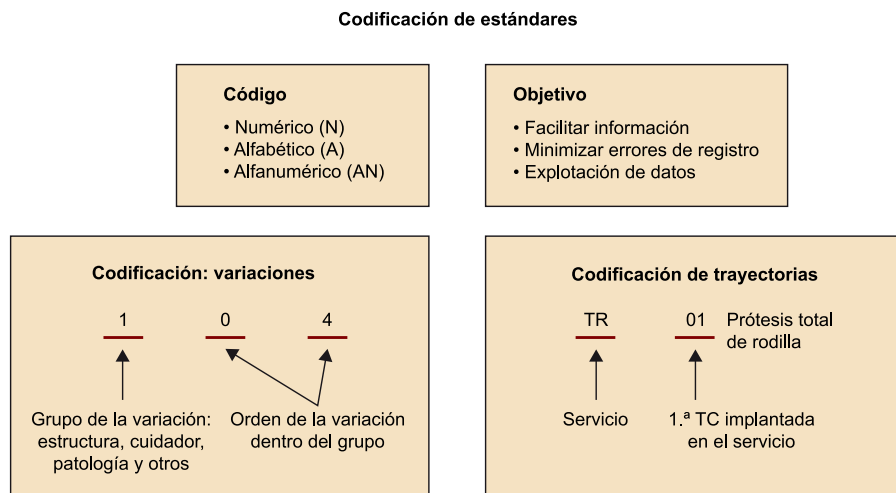 Codificación de estándares
Código
• Numérico (N)
• Alfabético (A)
• Alfanumérico (AN)
Objetivo
• Facilitar información
• Minimizar errores de registro
• Explotación de datos
Codificación: variaciones
1 0 4
Grupo de la variación:
estructura, cuidador,
patología y otros
Orden de la variación
dentro del grupo
Codificación de trayectorias
TR 01 Prótesis total
de rodilla
Servicio
1.ª TC implantada
en el servicio